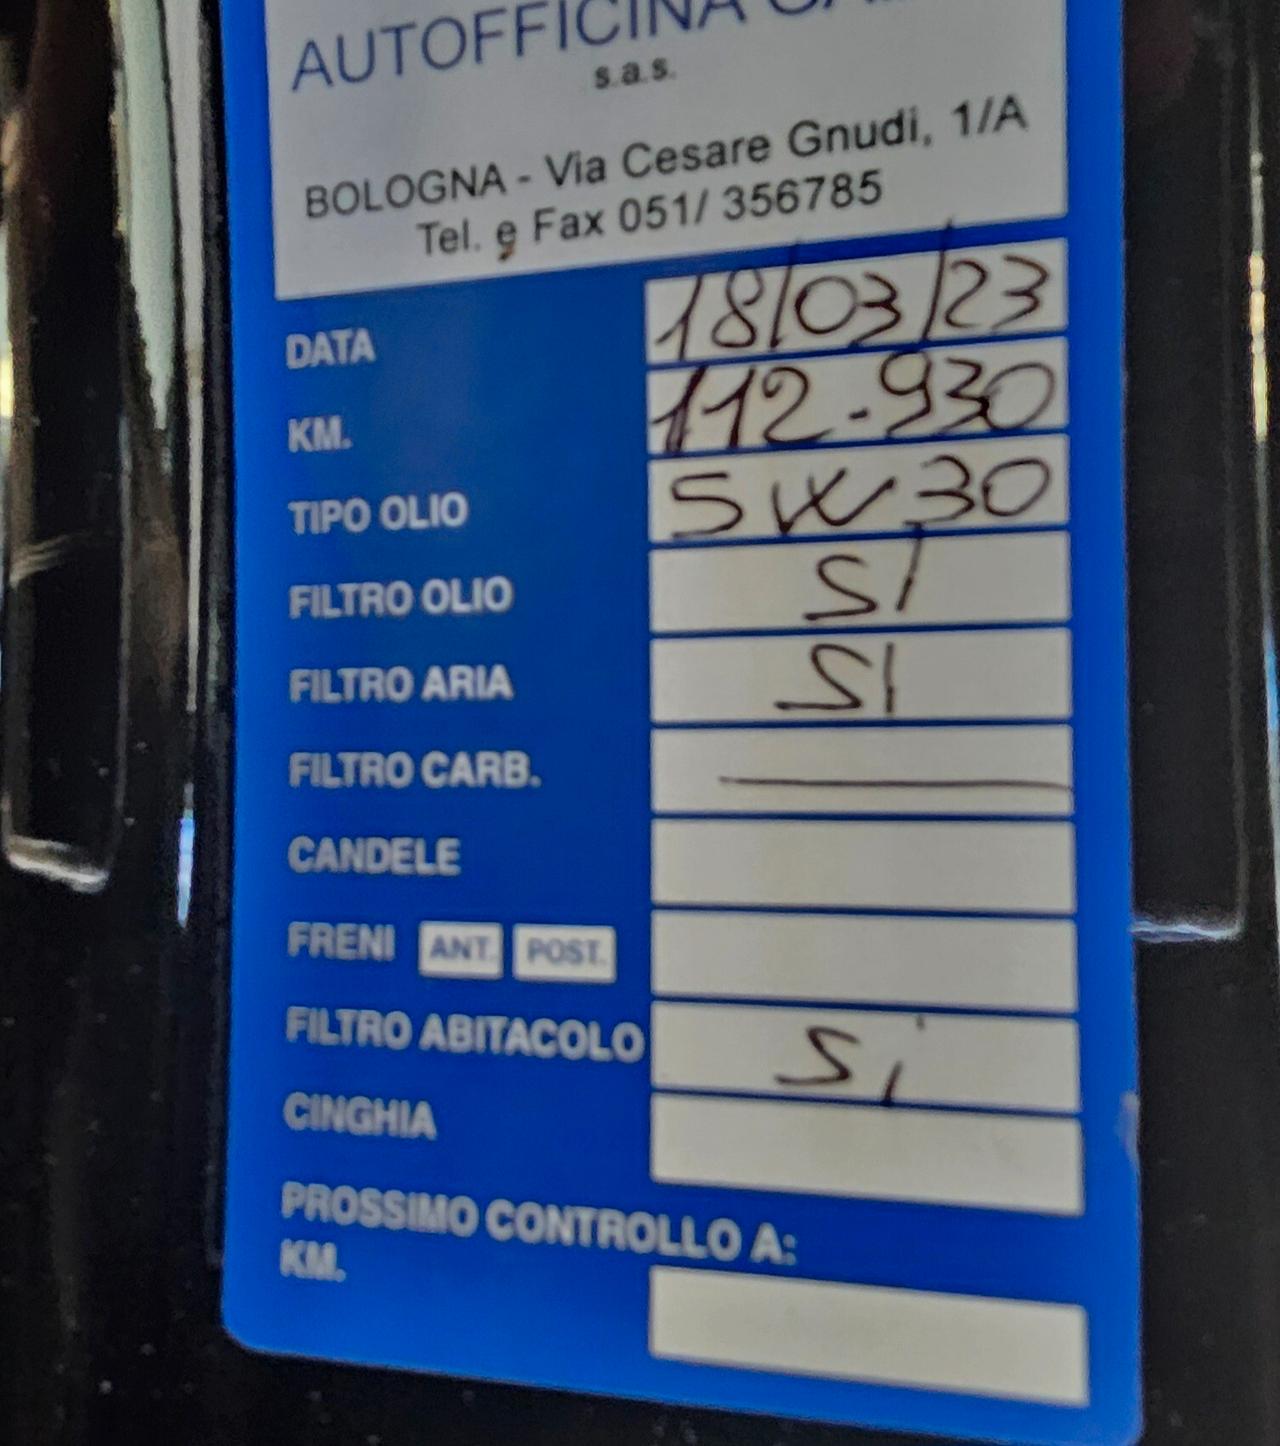 AUTOFFICINA
s.a.s.
BOLOGNA - Via Cesare Gnudi, 1/A
Tel. e Fax 051/ 356785
DATA 18/03/23
KM. 112.930
TIPO OLIO 5W30
FILTRO OLIO SI
FILTRO ARIA SI
FILTRO CARB.
CANDELE
FRENI ANT. POST.
FILTRO ABITACOLO Si
CINGHIA
PROSSIMO CONTROLLO A:
KM.